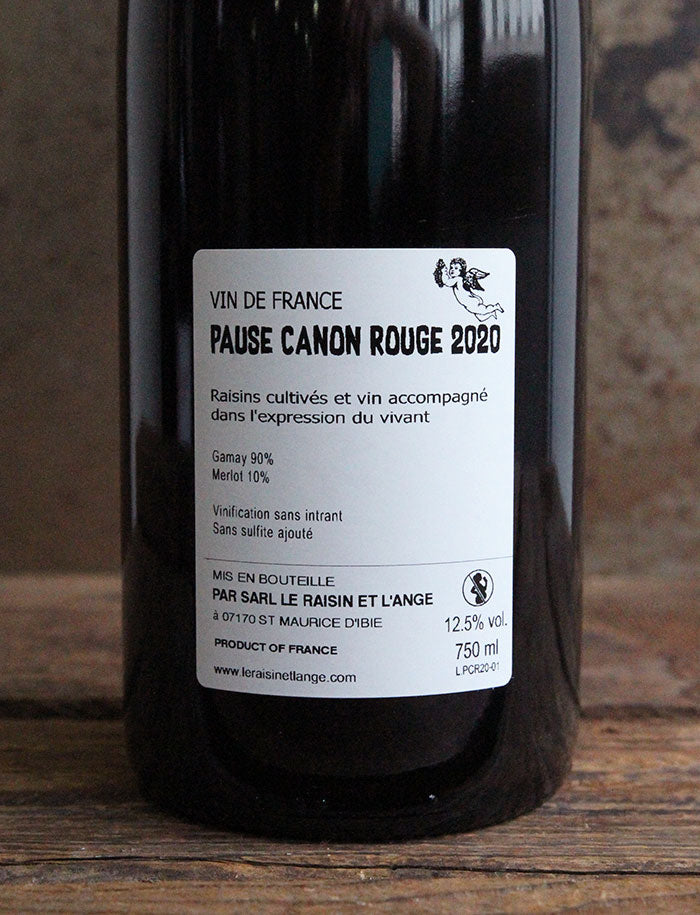 VIN DE FRANCE
PAUSE CANON ROUGE 2020
Raisins cultivés et vin accompagné
dans l'expression du vivant
Gamay 90%
Merlot 10%
Vinification sans intrant
Sans sulfite ajouté
MIS EN BOUTEILLE
PAR SARL LE RAISIN ET L'ANGE
à 07170 ST MAURICE D'IBIE
12.5% vol.
PRODUCT OF FRANCE
750 ml
L.PCR20-01
www.leraisinetlange.com